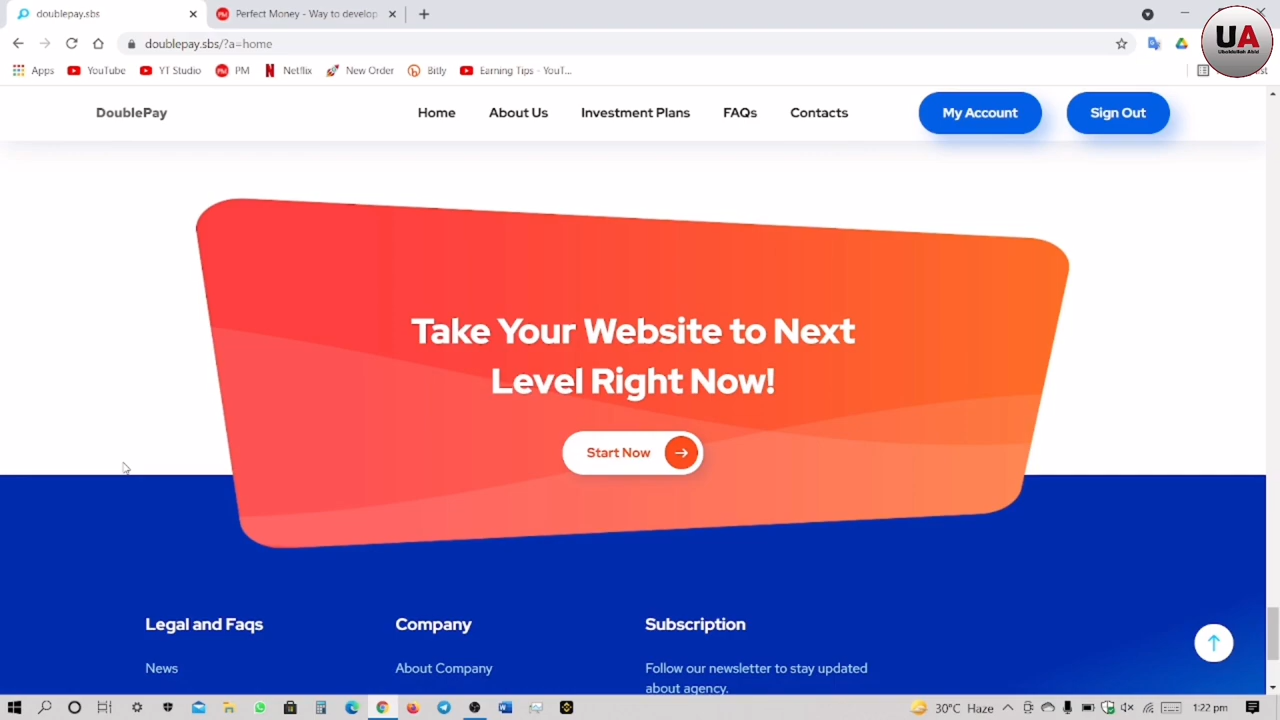 doublepay.sbs
PM Perfect Money - Way to develop
doublepay.sbs/?a=home
UA
Apps YouTube YT Studio PM PM Netflix New Order Bitly Earning Tips - YouT...
DoublePay Home About Us Investment Plans FAQs Contacts My Account Sign Out
Take Your Website to Next
Level Right Now!
Start Now
Legal and Faqs Company Subscription
News About Company Follow our newsletter to stay updated
about agency.
30°C Haze 1:22 pm